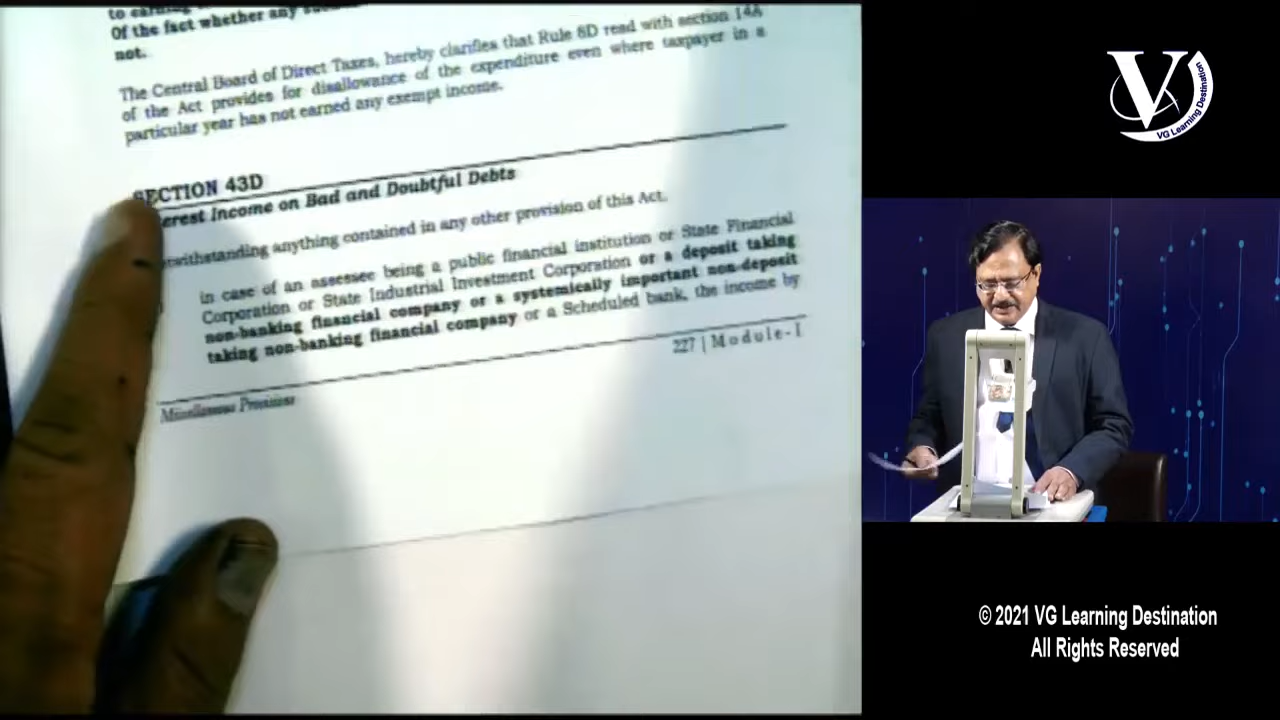 Of the fact whether any
not.
The Central Board of Direct Taxes, hereby clarifies that Rule 8D read with section 14A
of the Act provides for disallowance of the expenditure even where taxpayer in a
particular year has not earned any exempt income.
SECTION 43D
erest Income on Bad and Doubtful Debts
withstanding anything contained in any other provision of this Act,
in case of an assessee being a public financial institution or State Financial
Corporation or State Industrial Investment Corporation or a deposit taking
non-banking financial company or a systemically important non-deposit
taking non-banking financial company or a Scheduled bank, the income by
227 | Module-I
Miscellaneous Provisions
V
VG Learning Destination
© 2021 VG Learning Destination
All Rights Reserved